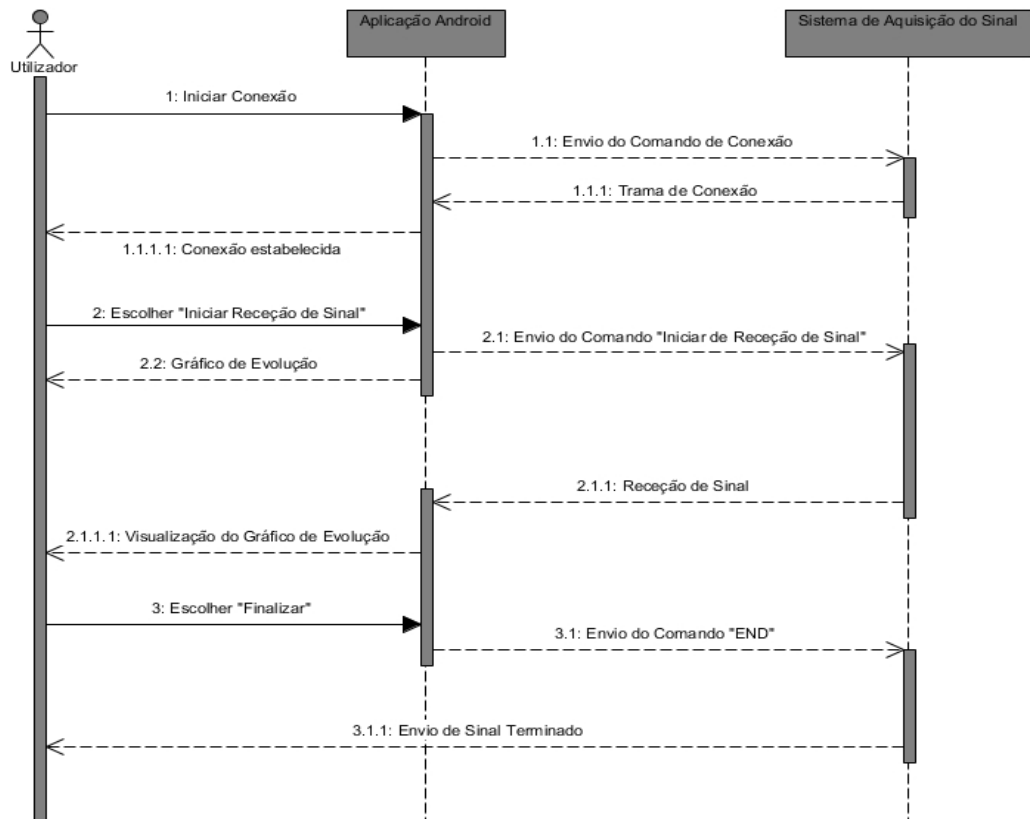 Aplicação Android
Sistema de Aquisição do Sinal
Utilizador
1: Iniciar Conexão
1.1: Envio do Comando de Conexão
1.1.1: Trama de Conexão
1.1.1.1: Conexão estabelecida
2: Escolher "Iniciar Receção de Sinal"
2.1: Envio do Comando "Iniciar de Receção de Sinal"
2.2: Gráfico de Evolução
2.1.1: Receção de Sinal
2.1.1.1: Visualização do Gráfico de Evolução
3: Escolher "Finalizar"
3.1: Envio do Comando "END"
3.1.1: Envio de Sinal Terminado